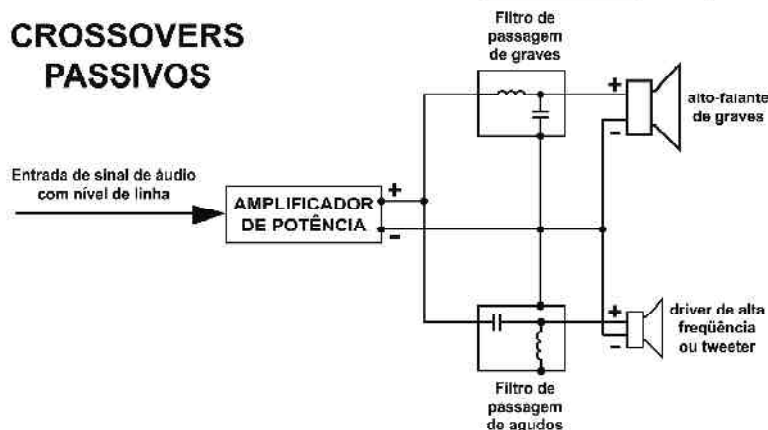 CROSSOVERS
PASSIVOS
Filtro de
passagem
de graves
+
-
alto-falante
de graves
Entrada de sinal de áudio
com nível de linha
AMPLIFICADOR
DE POTÊNCIA
+
-
+
-
driver de alta
freqüência
ou tweeter
Filtro de
passagem
de agudos